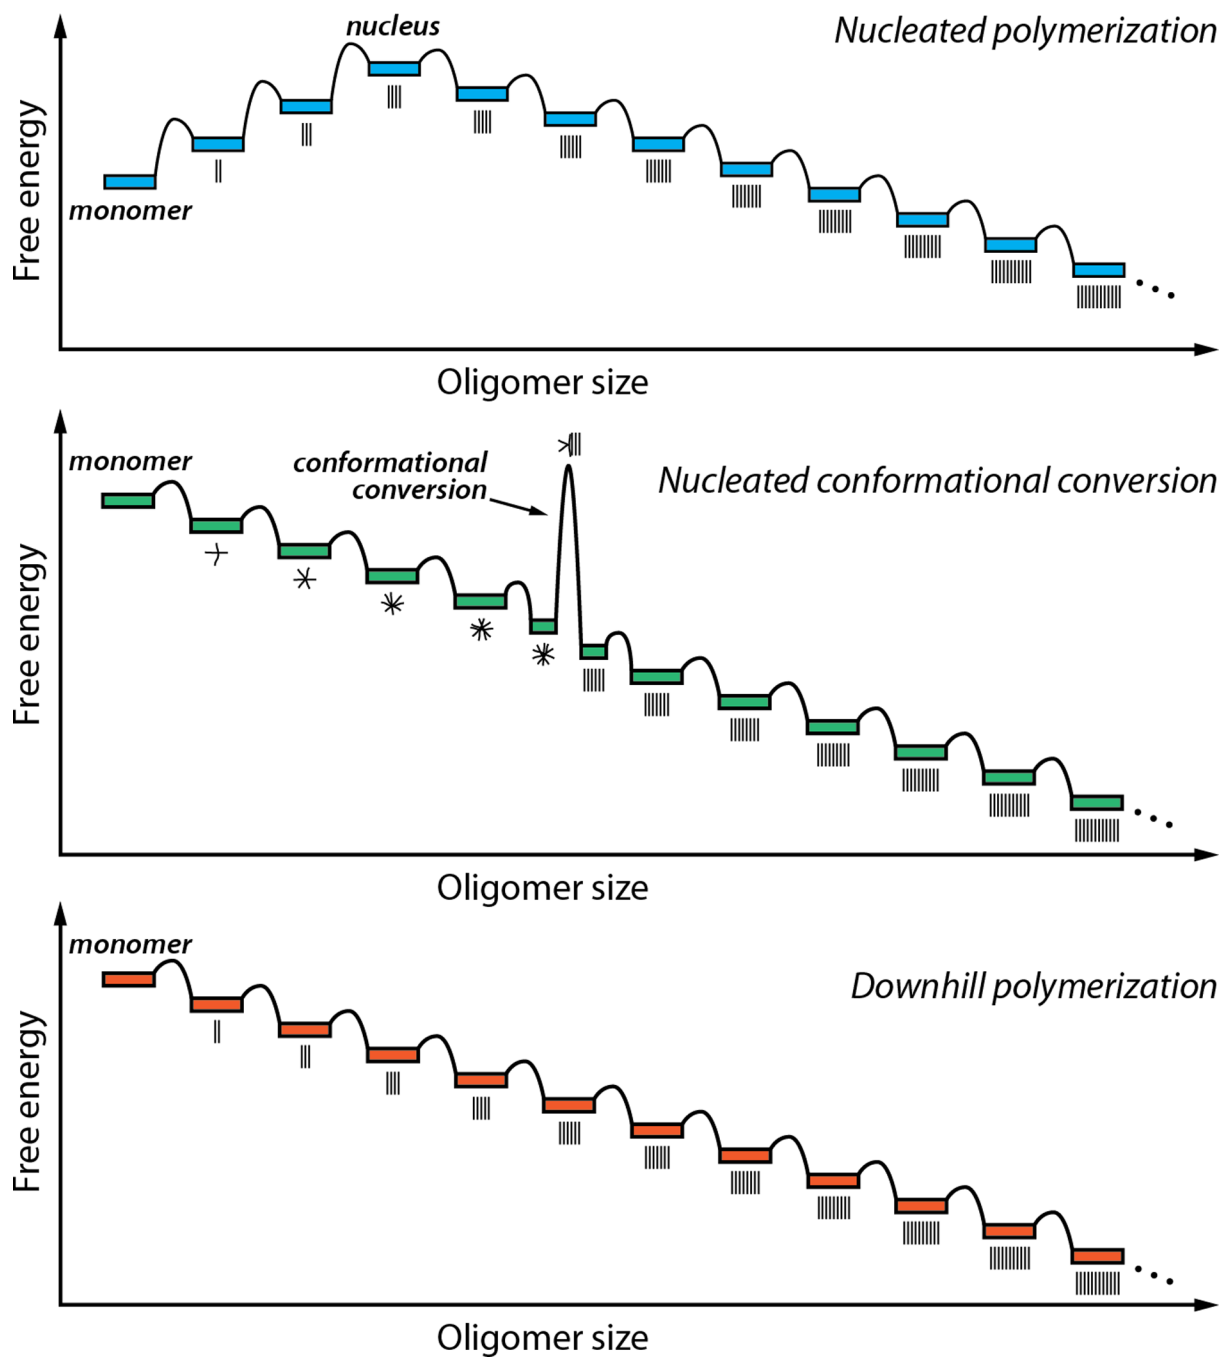 nucleus
Nucleated polymerization
Free energy
monomer
Oligomer size
monomer
conformational
conversion
Nucleated conformational conversion
Free energy
Oligomer size
monomer
Downhill polymerization
Free energy
Oligomer size